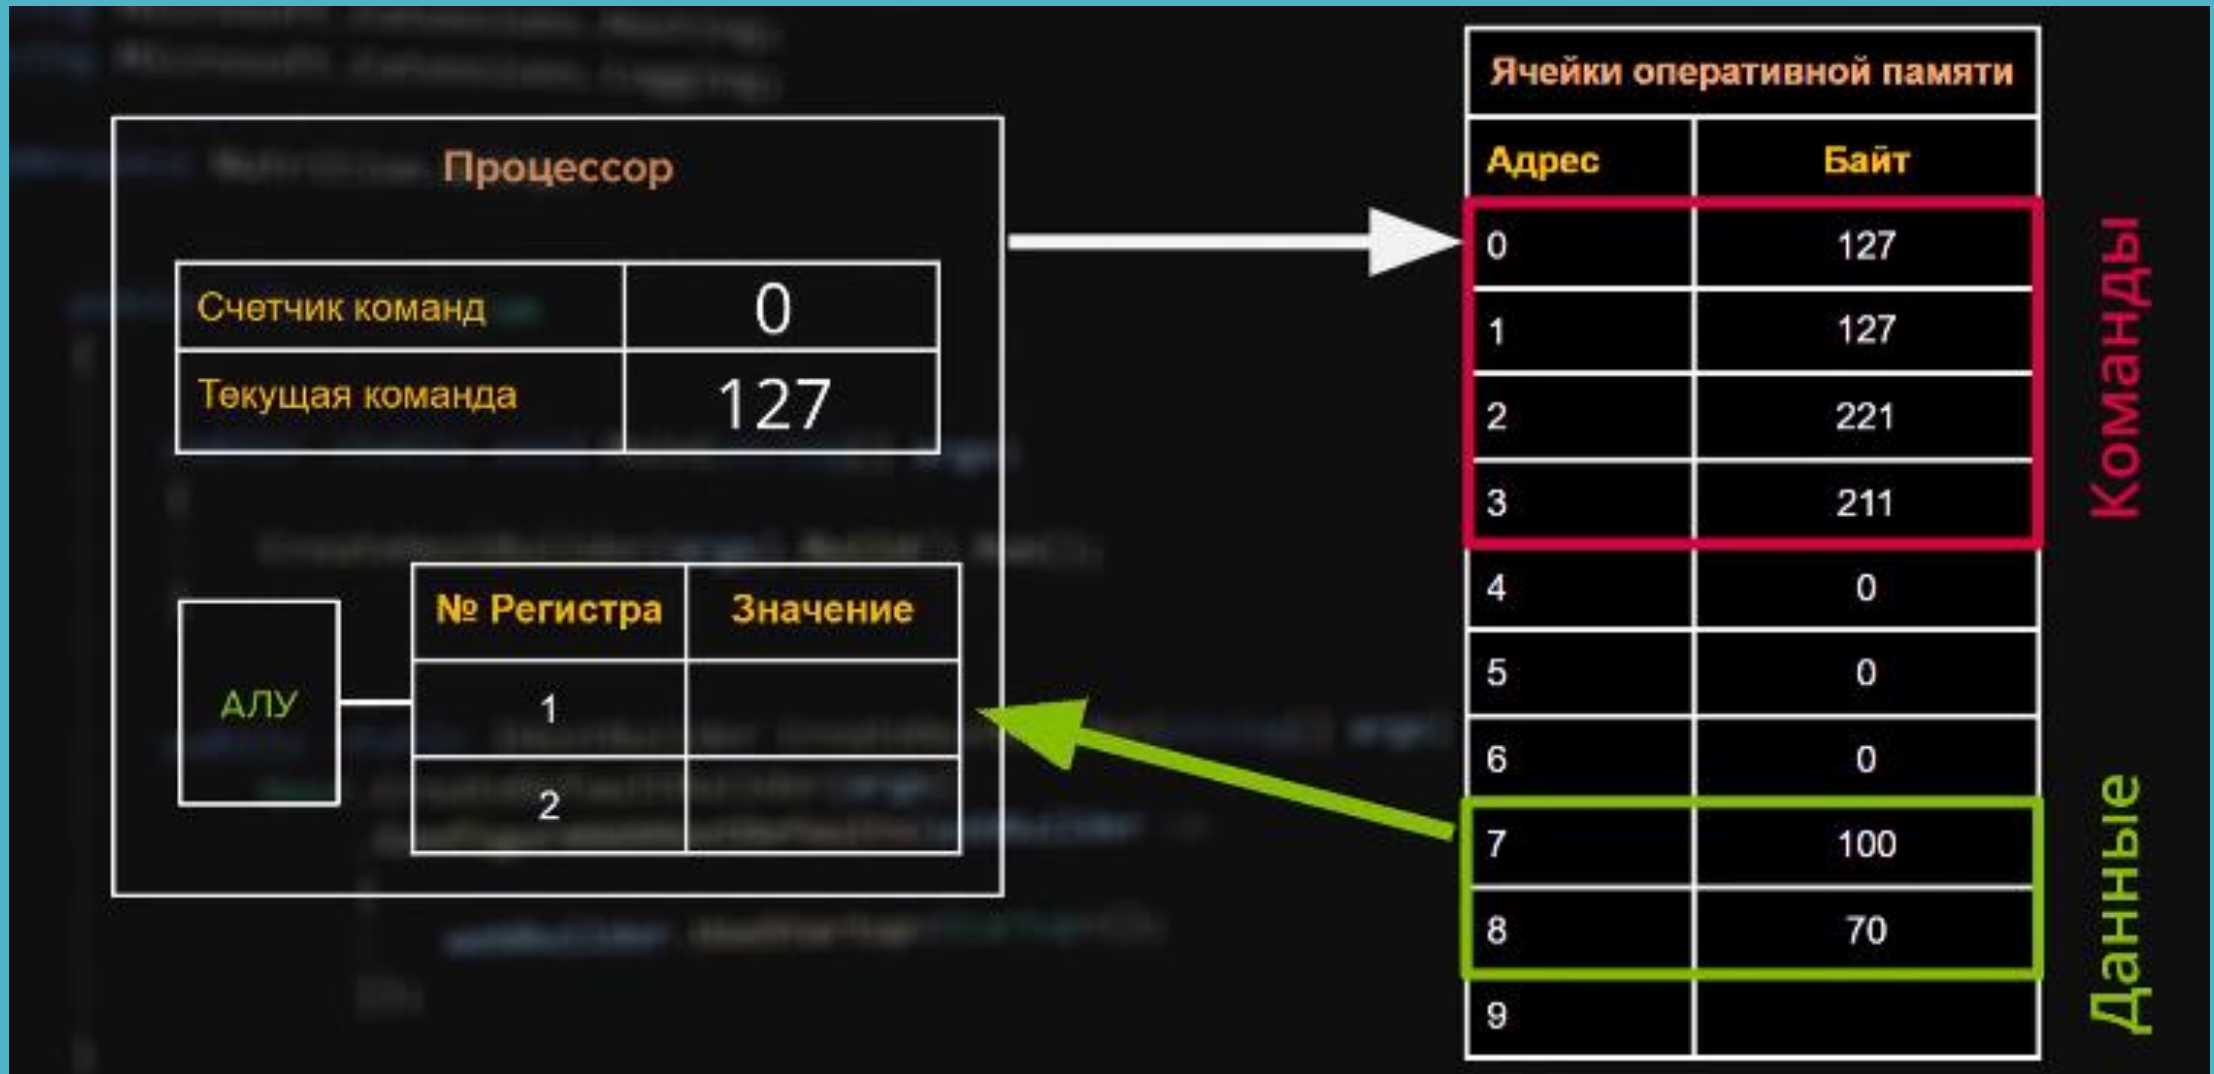 Процессор
Счетчик команд 0
Текущая команда 127
АЛУ
№ Регистра Значение
1
2
Ячейки оперативной памяти
Адрес Байт
0 127
1 127
2 221
3 211
4 0
5 0
6 0
7 100
8 70
9
Команды
Данные